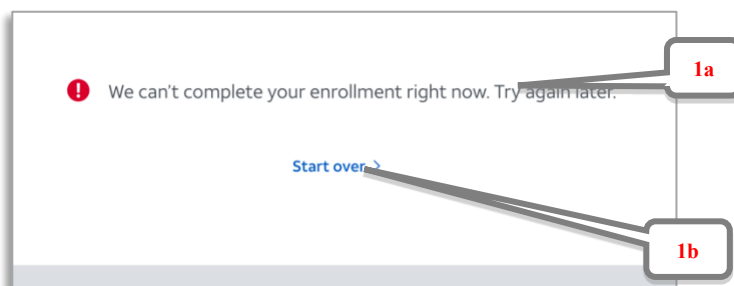 1a
We can't complete your enrollment right now. Try again later.
Start over >
1b